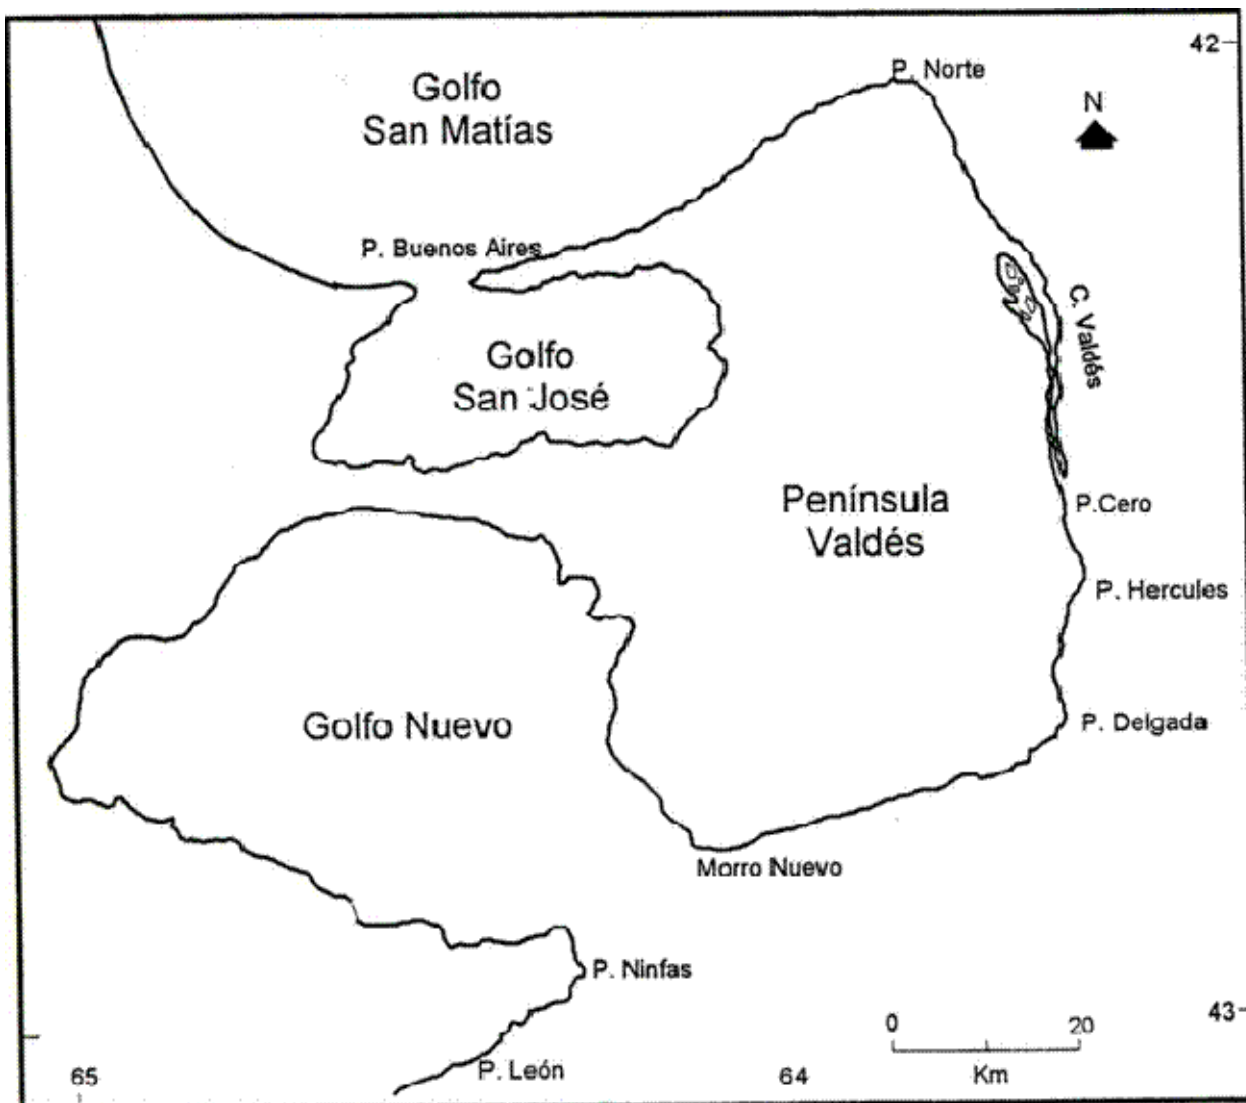 42
P. Norte
Golfo
San Matías
N
P. Buenos Aires
C. Valdés
Golfo
San José
Península
Valdés
P.Cero
P. Hercules
Golfo Nuevo
P. Delgada
Morro Nuevo
P. Ninfas
43
0 20
P. León
65
64
Km